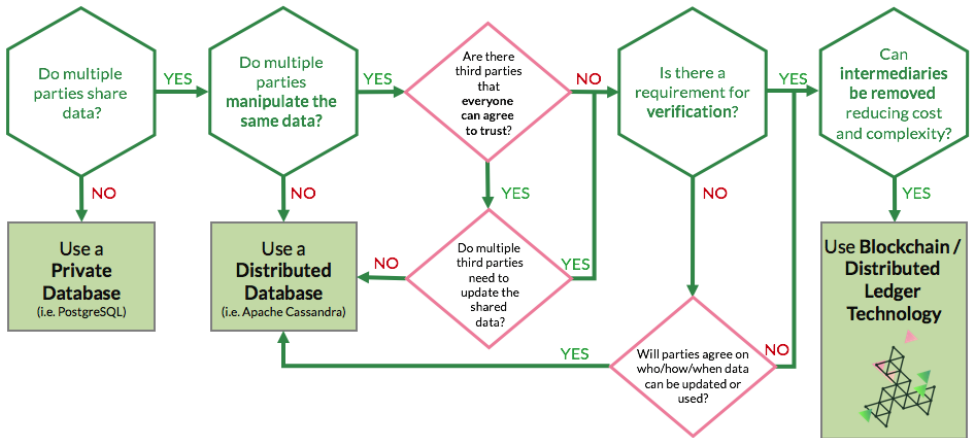 Do multiple
parties share
data?
YES
NO
Use a
Private
Database
(i.e. PostgreSQL)
Do multiple
parties
manipulate the
same data?
YES
NO
Use a
Distributed
Database
(i.e. Apache Cassandra)
Are there
third parties
that
everyone
can agree
to trust?
NO
YES
Do multiple
third parties
need to
update the
shared
data?
NO
YES
Is there a
requirement for
verification?
YES
NO
Will parties agree on
who/how/when data
can be updated or
used?
YES
NO
Can
intermediaries
be removed
reducing cost
and complexity?
YES
Use Blockchain /
Distributed
Ledger
Technology